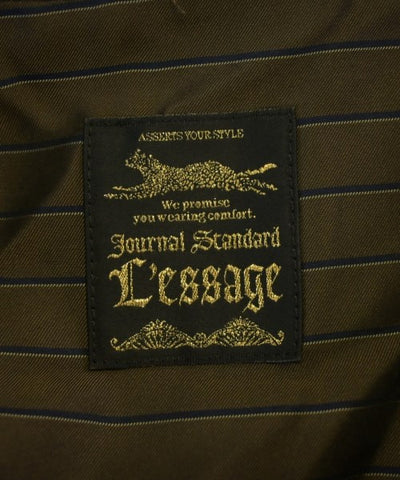 ASSERTS YOUR STYLE
We promise
you wearing comfort.
Journal Standard
L'essage